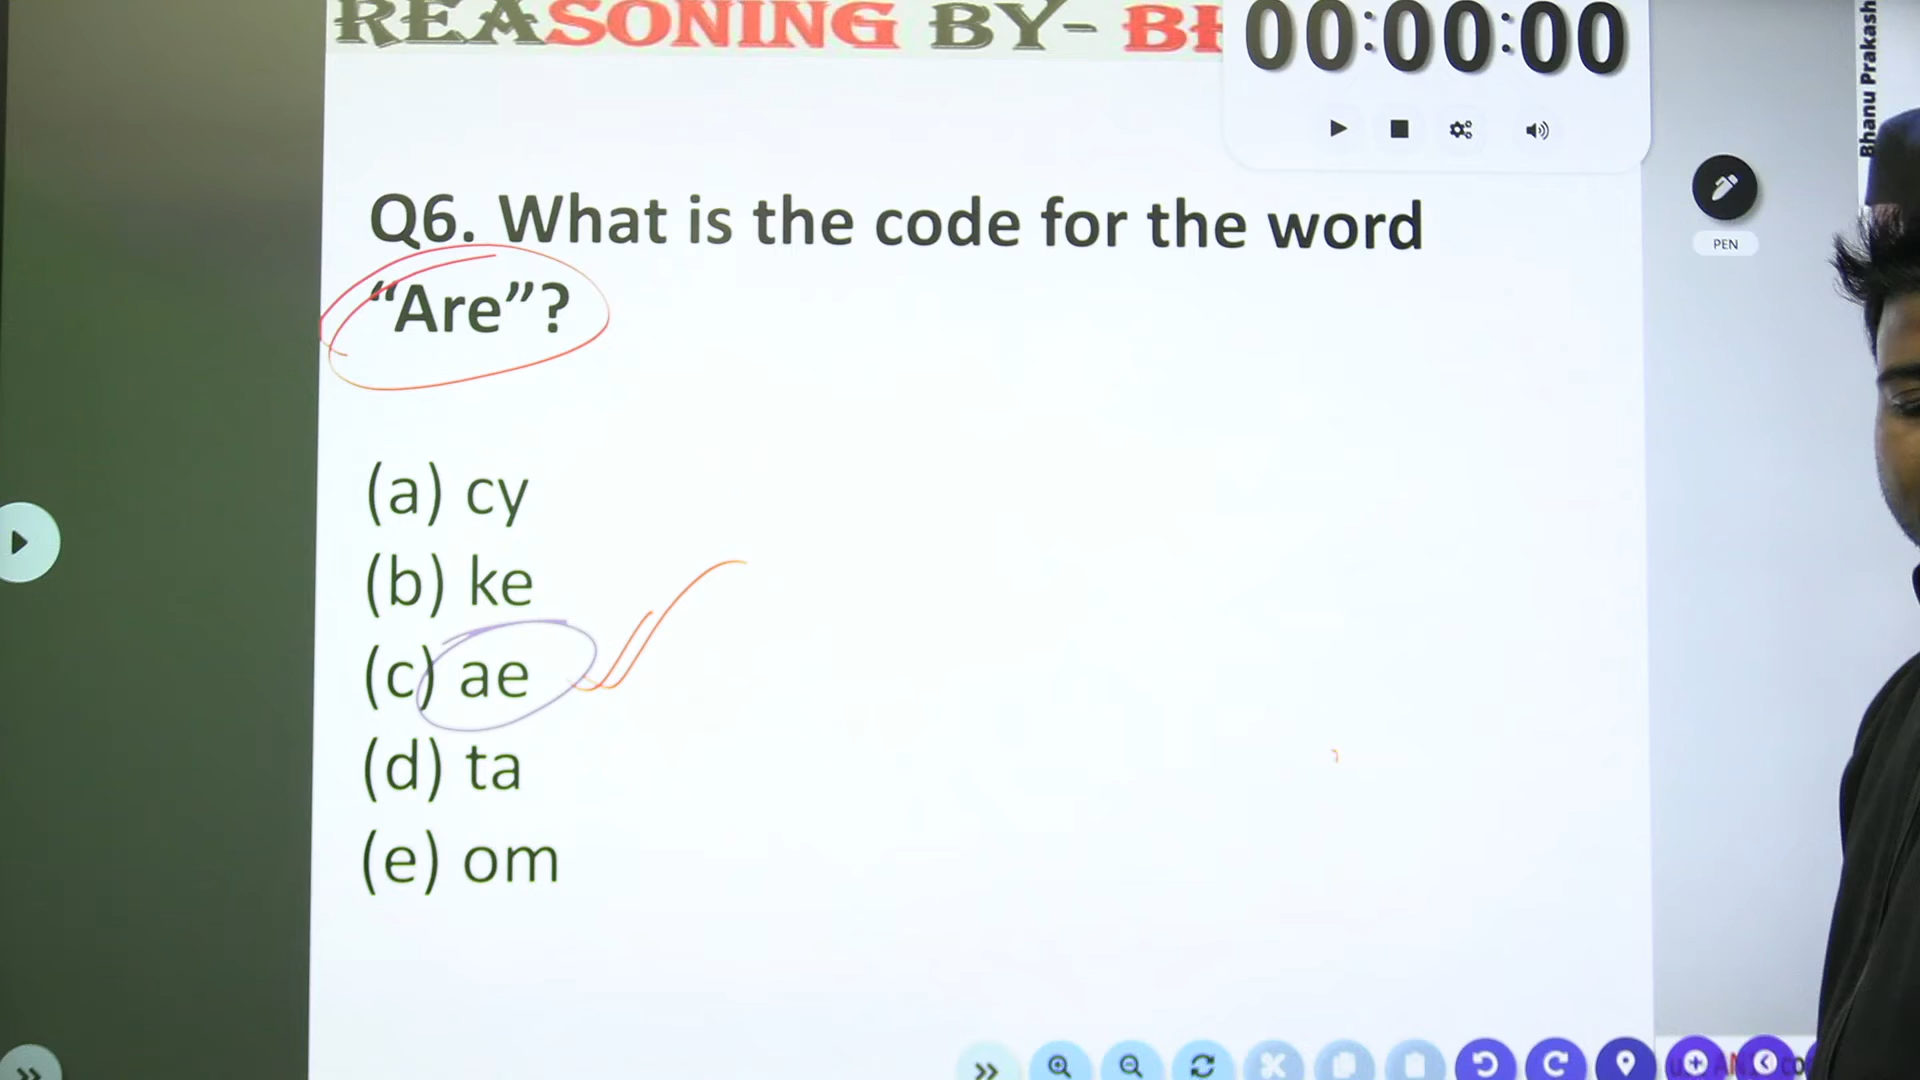 REASONING BY- BH
00:00:00
Bhanu Prakash
PEN
Q6. What is the code for the word
“Are”?
(a) cy
(b) ke
(c) ae
(d) ta
(e) om